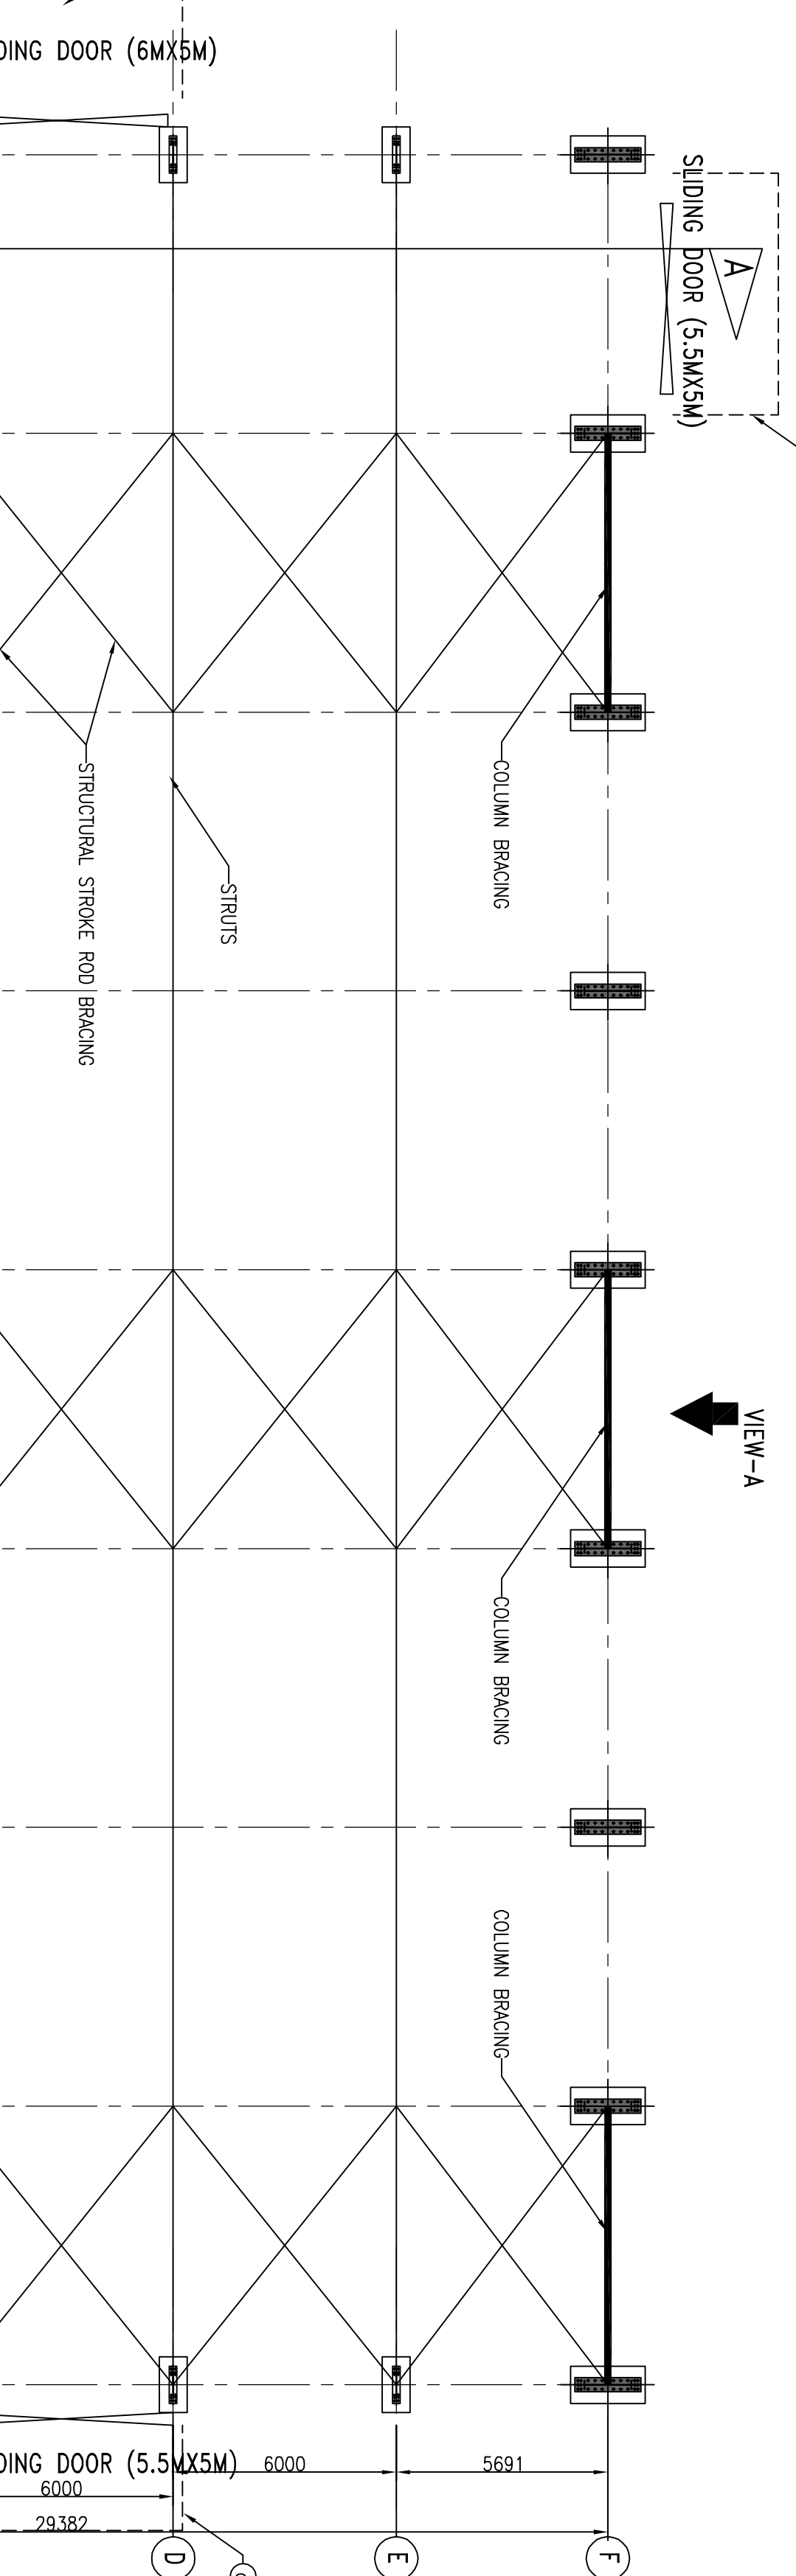 DING DOOR (6MX5M)
SLIDING DOOR (5.5MX5M)
A
COLUMN BRACING
STRUCTURAL STROKE ROD BRACING
STRUTS
VIEW-A
COLUMN BRACING
COLUMN BRACING
DING DOOR (5.5MX5M)
6000
5691
6000
29382
D
E
F